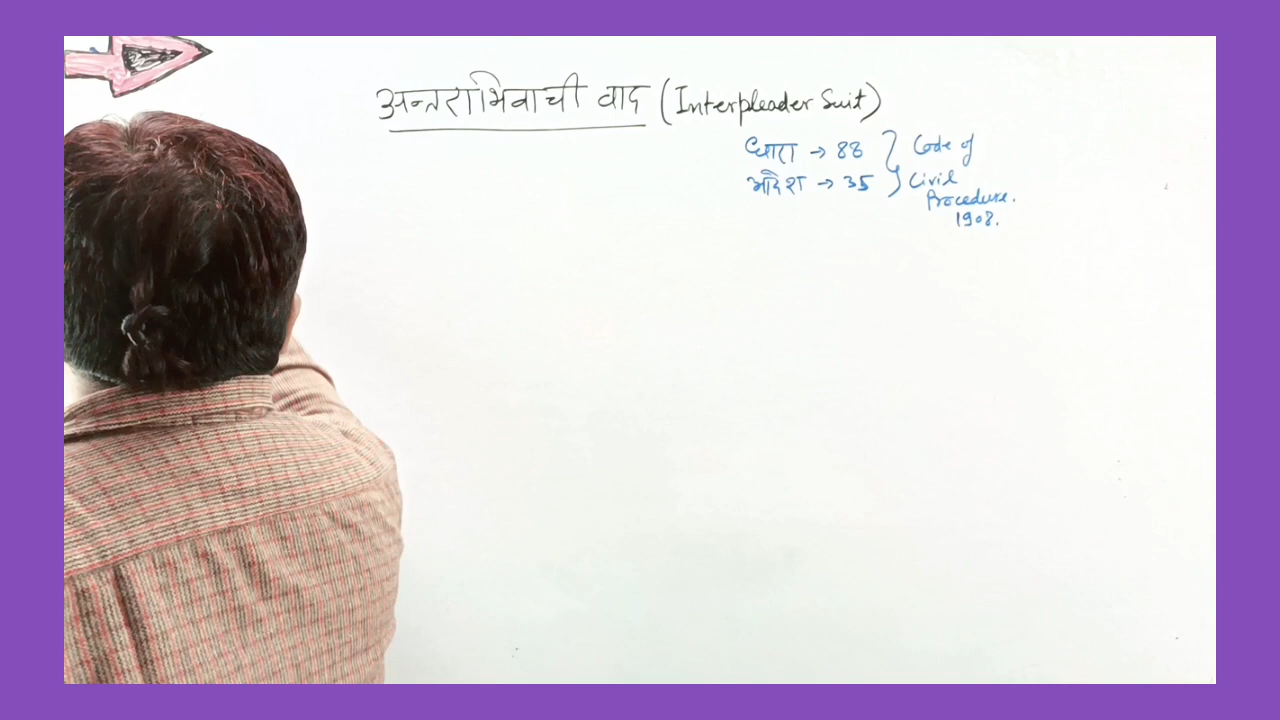 अन्तराभिवाची वाद (Interpleader Suit)
धारा → 88 } Code of
आदेश → 35 } Civil
Procedure.
1908.